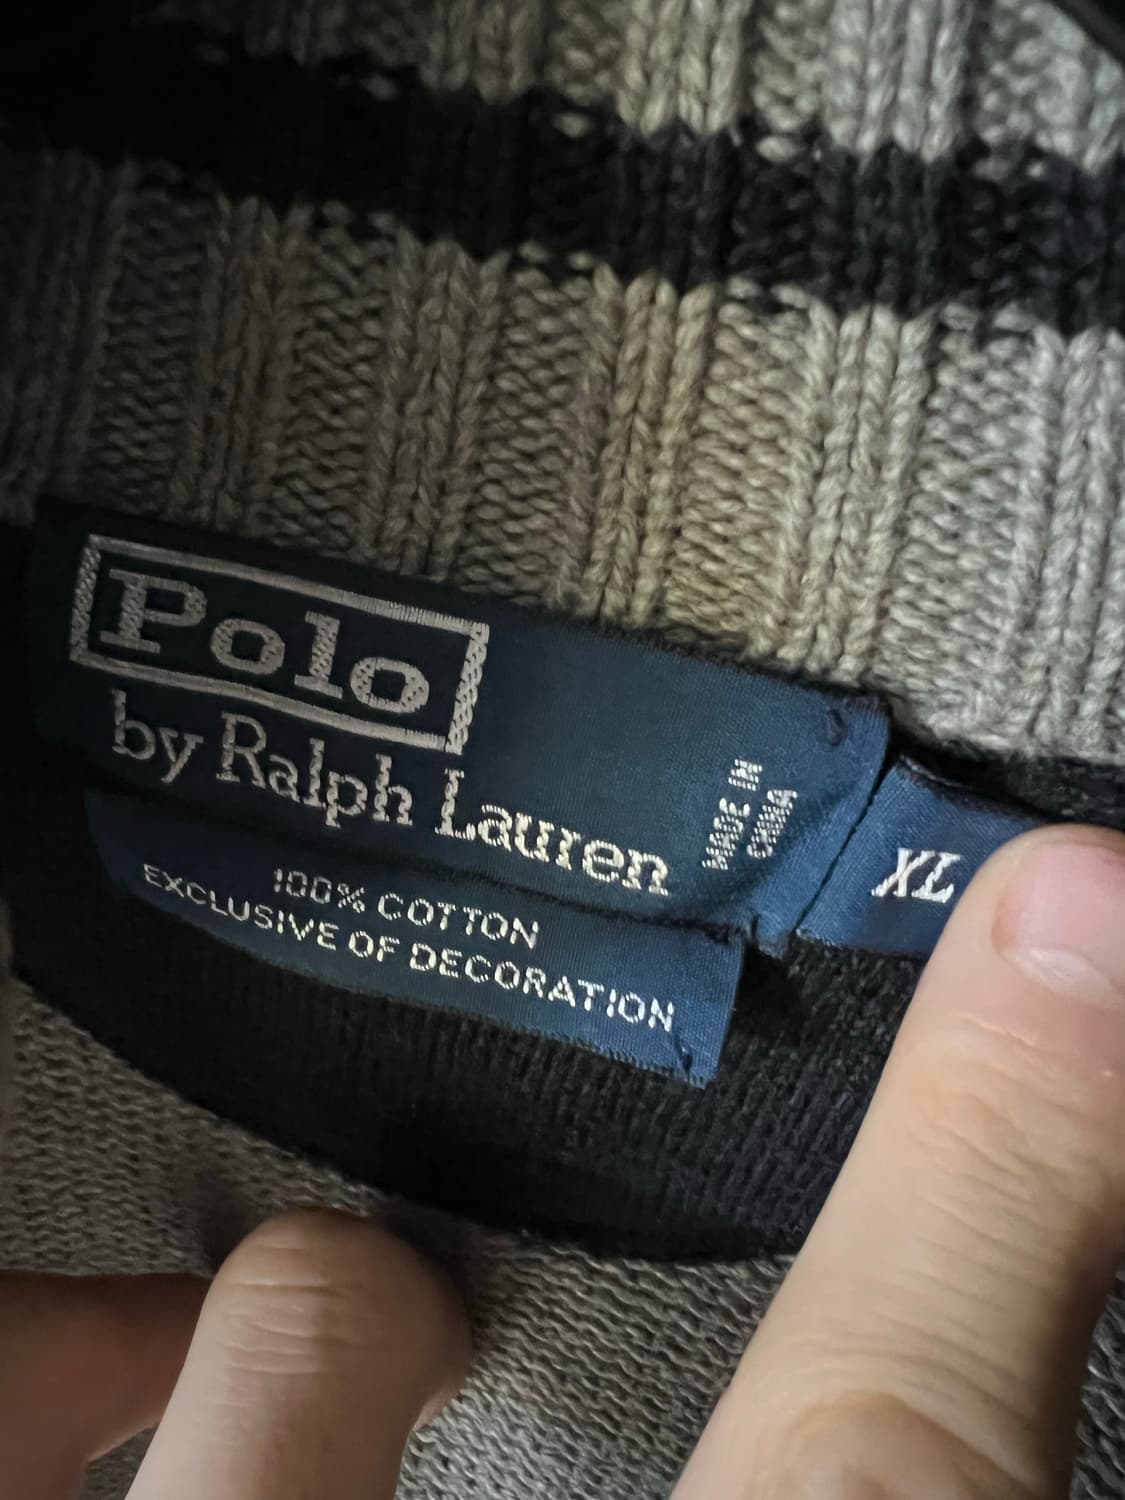 Polo
by Ralph Lauren
MADE IN
CHINA
XL
100% COTTON
EXCLUSIVE OF DECORATION